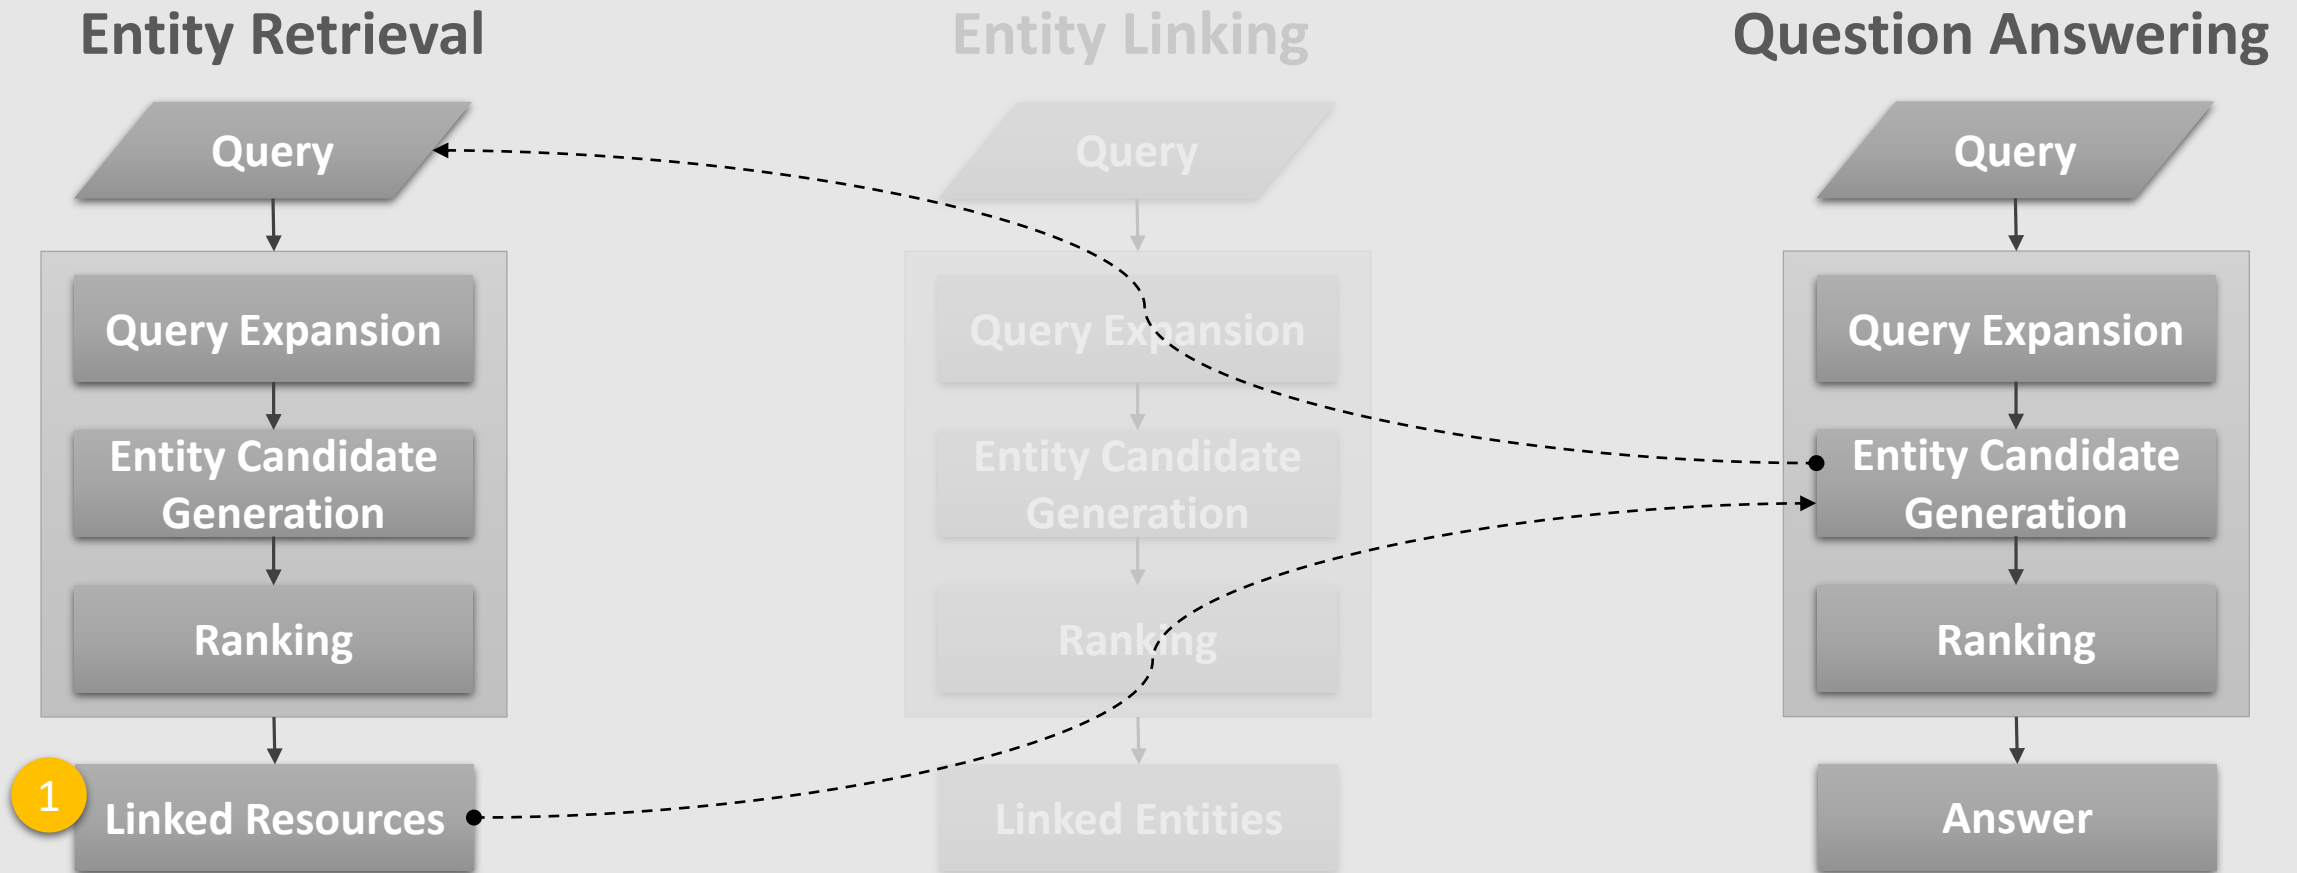 Entity Retrieval
Query
Query Expansion
Entity Candidate
Generation
Ranking
1
Linked Resources
Entity Linking
Query
Query Expansion
Entity Candidate
Generation
Ranking
Linked Entities
Question Answering
Query
Query Expansion
Entity Candidate
Generation
Ranking
Answer